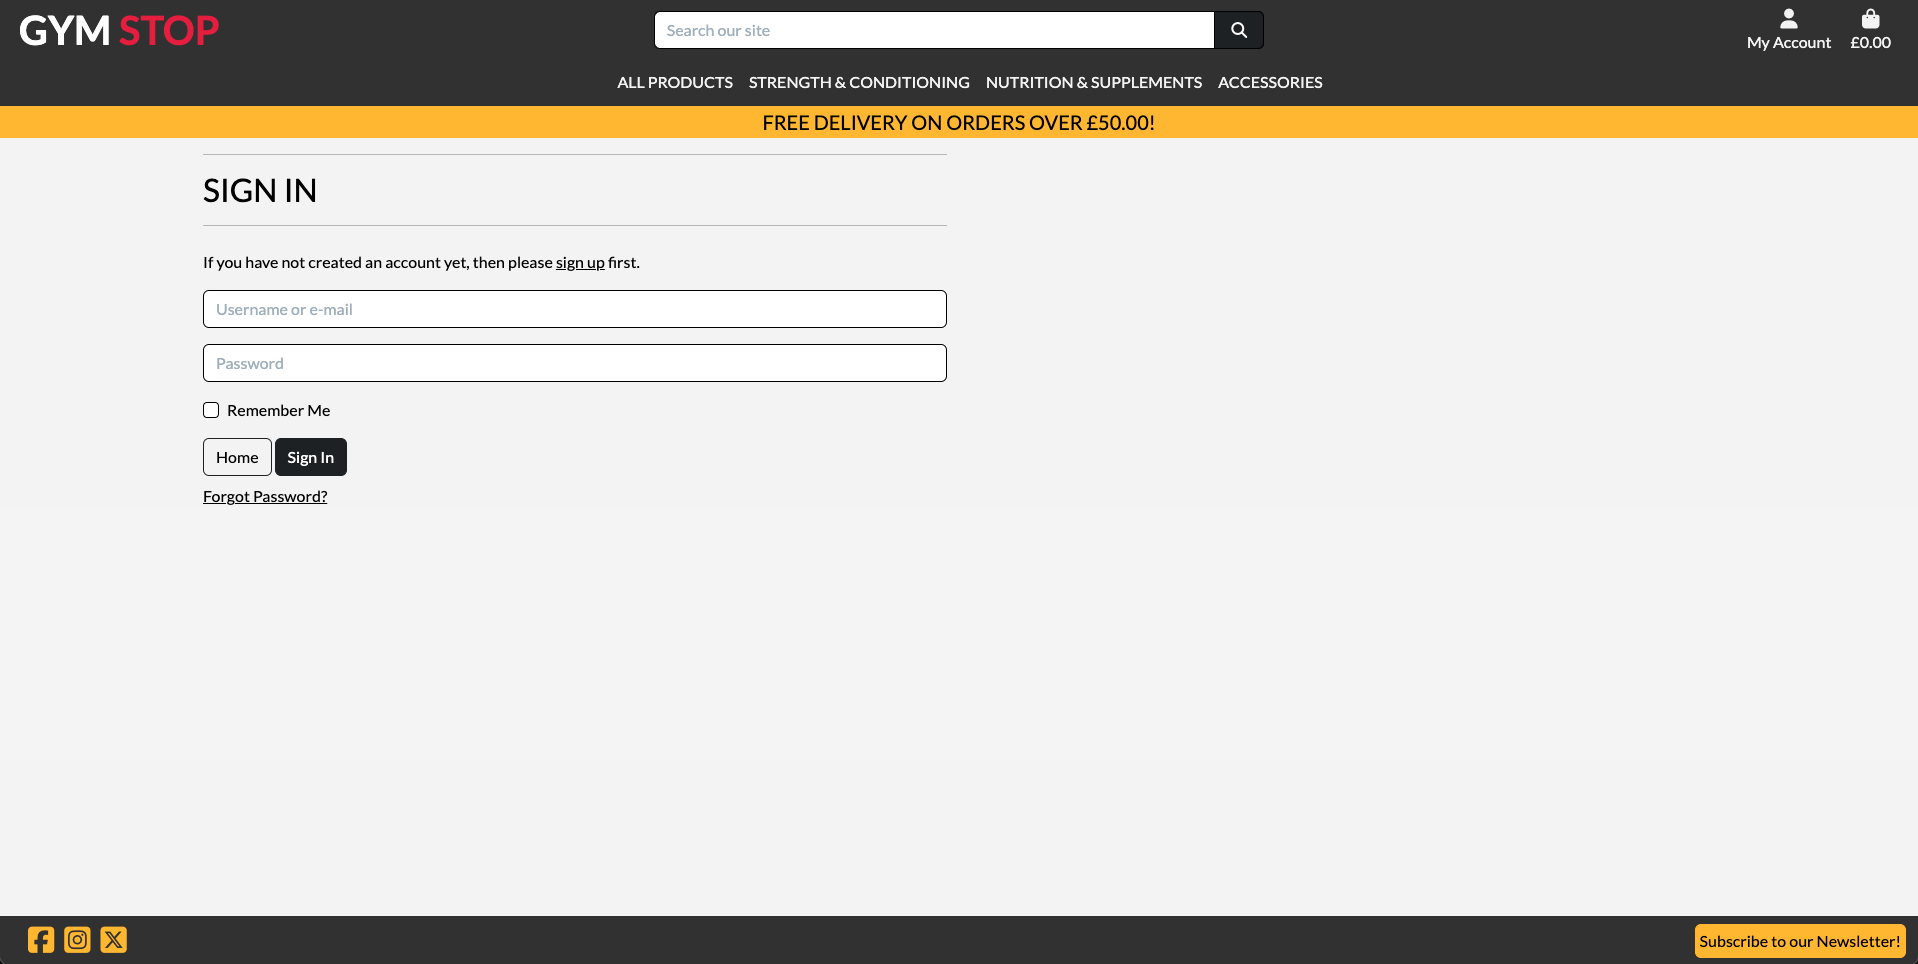 GYM STOP
Search our site
My Account
£0.00
ALL PRODUCTS STRENGTH & CONDITIONING NUTRITION & SUPPLEMENTS ACCESSORIES
FREE DELIVERY ON ORDERS OVER £50.00!
SIGN IN
If you have not created an account yet, then please sign up first.
Username or e-mail
Password
Remember Me
Home Sign In
Forgot Password?
Subscribe to our Newsletter!